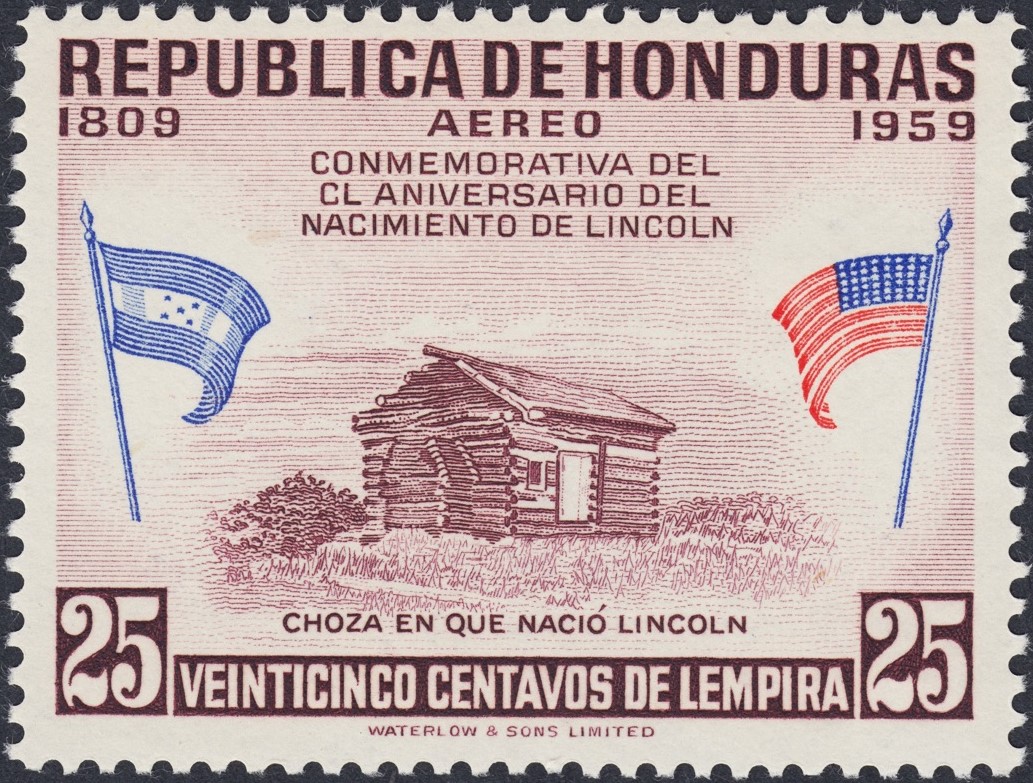 REPUBLICA DE HONDURAS
1809 AEREO 1959
CONMEMORATIVA DEL
CL ANIVERSARIO DEL
NACIMIENTO DE LINCOLN
CHOZA EN QUE NACIÓ LINCOLN
25 VEINTICINCO CENTAVOS DE LEMPIRA 25
WATERLOW & SONS LIMITED